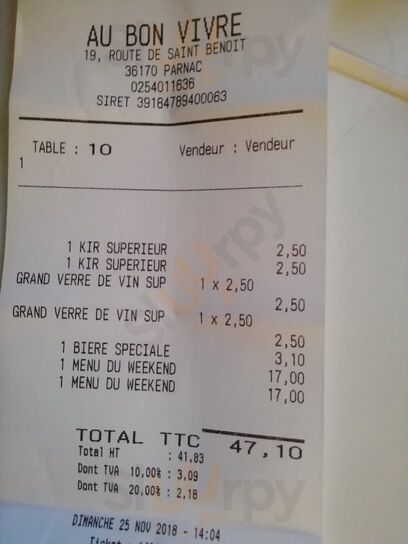 AU BON VIVRE
19, ROUTE DE SAINT BENOIT
36170 PARNAC
0254011636
SIRET 39184789400063
TABLE : 10 Vendeur : Vendeur
1
1 KIR SUPERIEUR 2,50
1 KIR SUPERIEUR 2,50
GRAND VERRE DE VIN SUP 1 x 2,50
2,50
GRAND VERRE DE VIN SUP 1 x 2,50
2,50
1 BIERE SPECIALE 3,10
1 MENU DU WEEKEND 17,00
1 MENU DU WEEKEND 17,00
TOTAL TTC 47,10
Total HT : 41,83
Dont TVA 10,00% : 3,09
Dont TVA 20,00% : 2,18
DIMANCHE 25 NOV 2018 - 14:04
Ticket
sluurpy
sluurpy